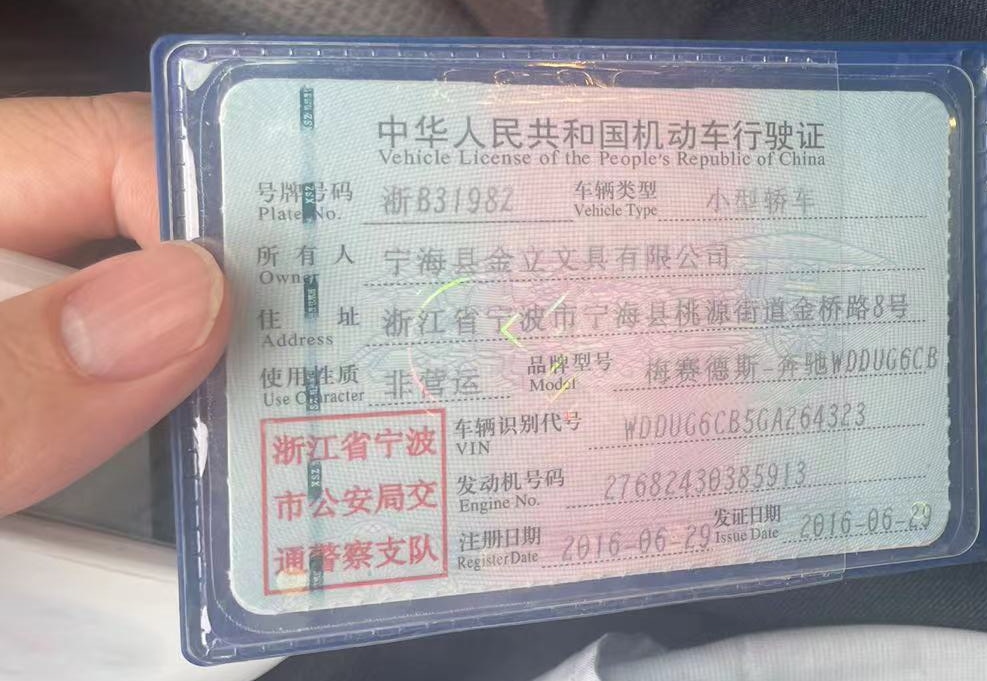 中华人民共和国机动车行驶证
Vehicle License of the People's Republic of China
号牌号码 浙B31982 车辆类型 小型轿车
Plate No. Vehicle Type
所有人 宁海县金立文具有限公司
Owner
住址 浙江省宁波市宁海县桃源街道金桥路8号
Address
使用性质 非营运 品牌型号 梅赛德斯-奔驰WDDUG6CB
Use Character Model
车辆识别代号 WDDUG6CB5GA264323
VIN
发动机号码 27682430385913
Engine No.
注册日期 2016-06-29 发证日期 2016-06-29
Register Date Issue Date
浙江省宁波
市公安局交
通警察支队